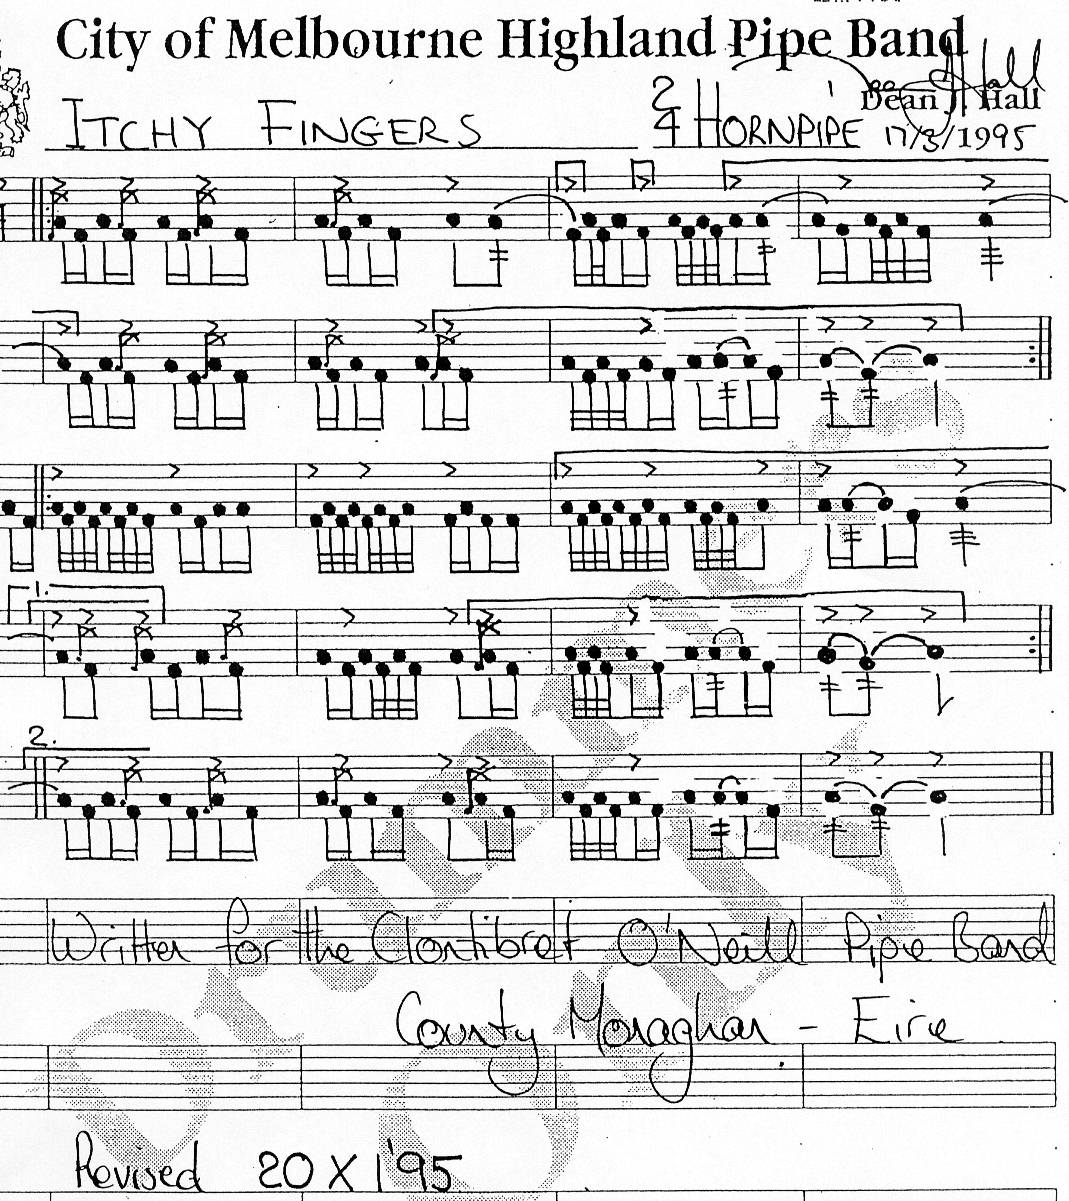 City of Melbourne Highland Pipe Band
Dean J. Hall
ITCHY FINGERS 2/4 HORNPIPE 17/3/1995
1.
2.
Written for the Clontibret O'Neill Pipe Band
County Monaghan - Eire
Revised 20 X1'95